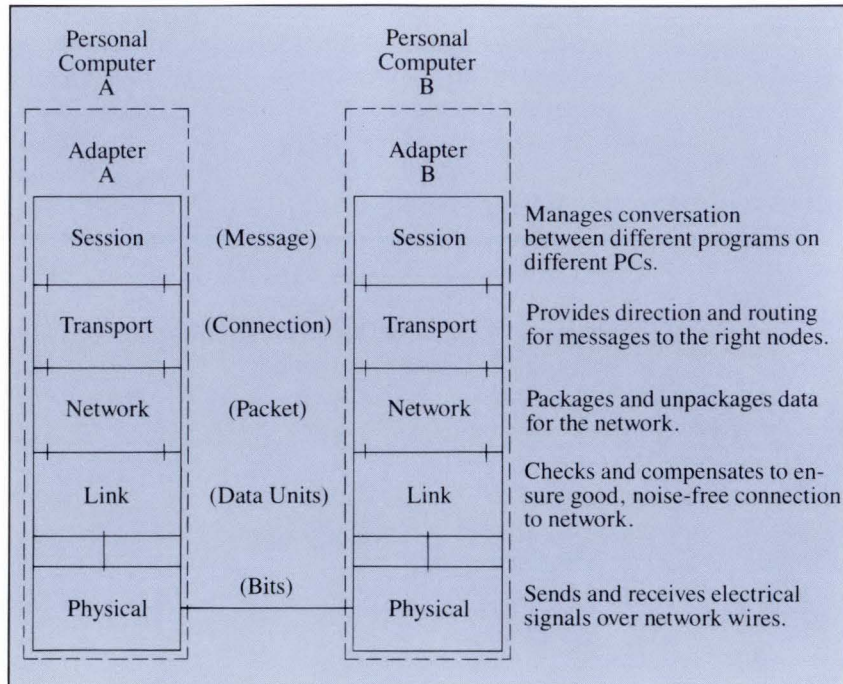 Personal
Computer
A
Personal
Computer
B
Adapter
A
Adapter
B
Session
(Message)
Session
Manages conversation
between different programs on
different PCs.
Transport
(Connection)
Transport
Provides direction and routing
for messages to the right nodes.
Network
(Packet)
Network
Packages and unpackages data
for the network.
Link
(Data Units)
Link
Checks and compensates to en-
sure good, noise-free connection
to network.
Physical
(Bits)
Physical
Sends and receives electrical
signals over network wires.